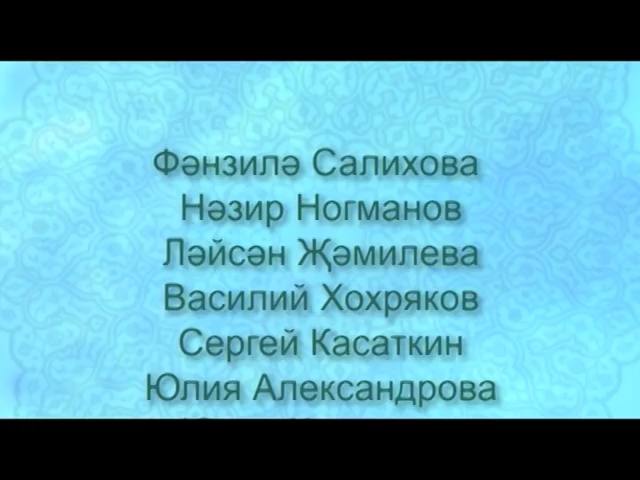 Фәнзилә Салихова
Нәзир Ногманов
Ләйсән Җәмилева
Василий Хохряков
Сергей Касаткин
Юлия Александрова